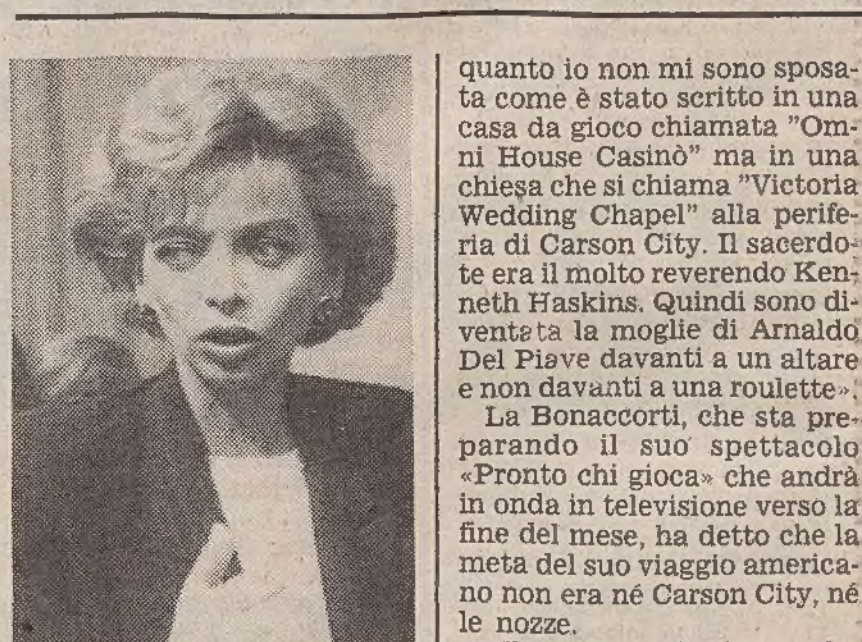 quanto io non mi sono sposa-
ta come è stato scritto in una
casa da gioco chiamata "Om-
ni House Casinò" ma in una
chiesa che si chiama "Victoria
Wedding Chapel" alla perife-
ria di Carson City. Il sacerdo-
te era il molto reverendo Ken-
neth Haskins. Quindi sono di-
ventata la moglie di Arnaldo
Del Piave davanti a un altare
e non davanti a una roulette».
La Bonaccorti, che sta pre-
parando il suo spettacolo
«Pronto chi gioca» che andrà
in onda in televisione verso la
fine del mese, ha detto che la
meta del suo viaggio america-
no non era né Carson City, né
le nozze.